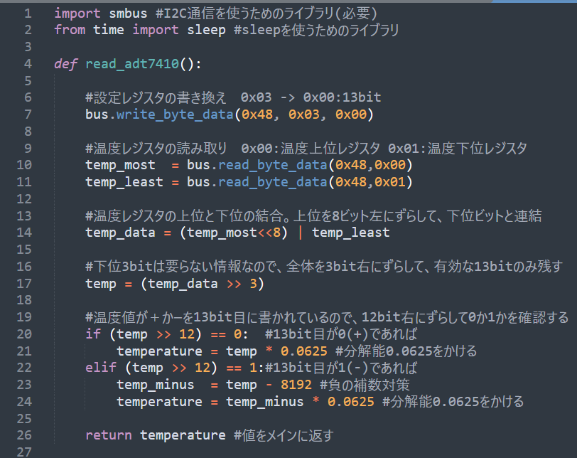 1 import smbus #I2C通信を使うためのライブラリ(必要)
2 from time import sleep #sleepを使うためのライブラリ
3
4 def read_adt7410():
5
6 #設定レジスタの書き換え　0x03 -> 0x00:13bit
7 bus.write_byte_data(0x48, 0x03, 0x00)
8
9 #温度レジスタの読み取り　0x00:温度上位レジスタ 0x01:温度下位レジスタ
10 temp_most  = bus.read_byte_data(0x48,0x00)
11 temp_least = bus.read_byte_data(0x48,0x01)
12
13 #温度レジスタの上位と下位の結合。上位を8ビット左にずらして、下位ビットと連結
14 temp_data = (temp_most<<8) | temp_least
15
16 #下位3bitは要らない情報なので、全体を3bit右にずらして、有効な13bitのみ残す
17 temp = (temp_data >> 3)
18
19 #温度値が＋かーを13bit目に書かれているので、12bit右にずらして0か1かを確認する
20 if (temp >> 12) == 0:  #13bit目が0(+)であれば
21 temperature = temp * 0.0625 #分解能0.0625をかける
22 elif (temp >> 12) == 1:#13bit目が1(-)であれば
23 temp_minus  = temp - 8192 #負の補数対策
24 temperature = temp_minus * 0.0625 #分解能0.0625をかける
25
26 return temperature #値をメインに返す
27